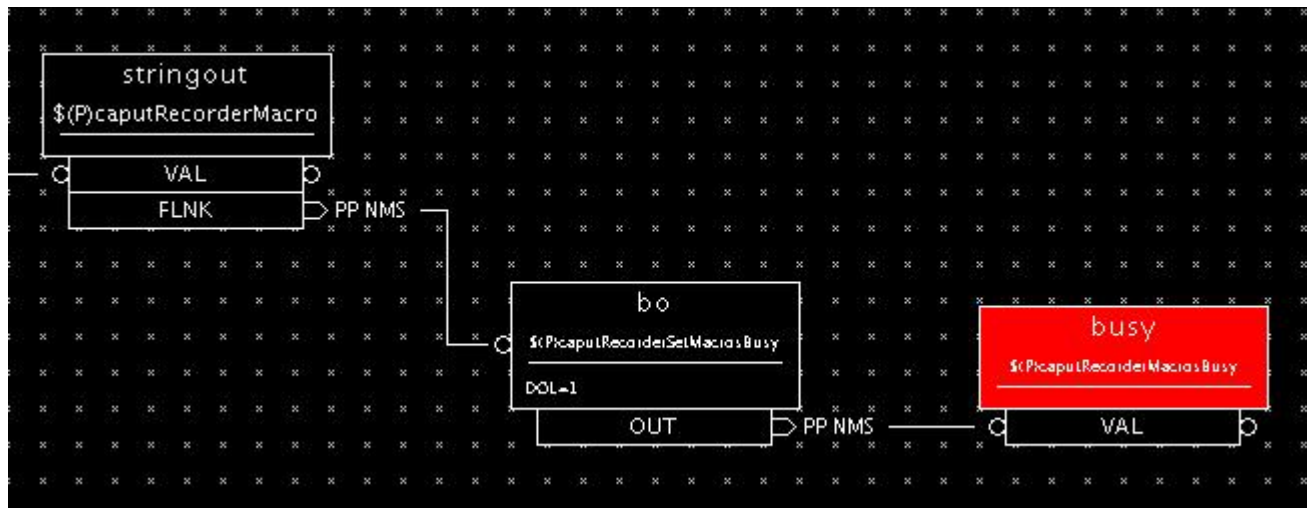 stringout
$(P)caputRecorderMacro
VAL
FLNK
PP NMS
bo
$(P)caputRecorderSetMacrosBusy
DOL=1
OUT
PP NMS
busy
$(P)caputRecorderMacrosBusy
VAL